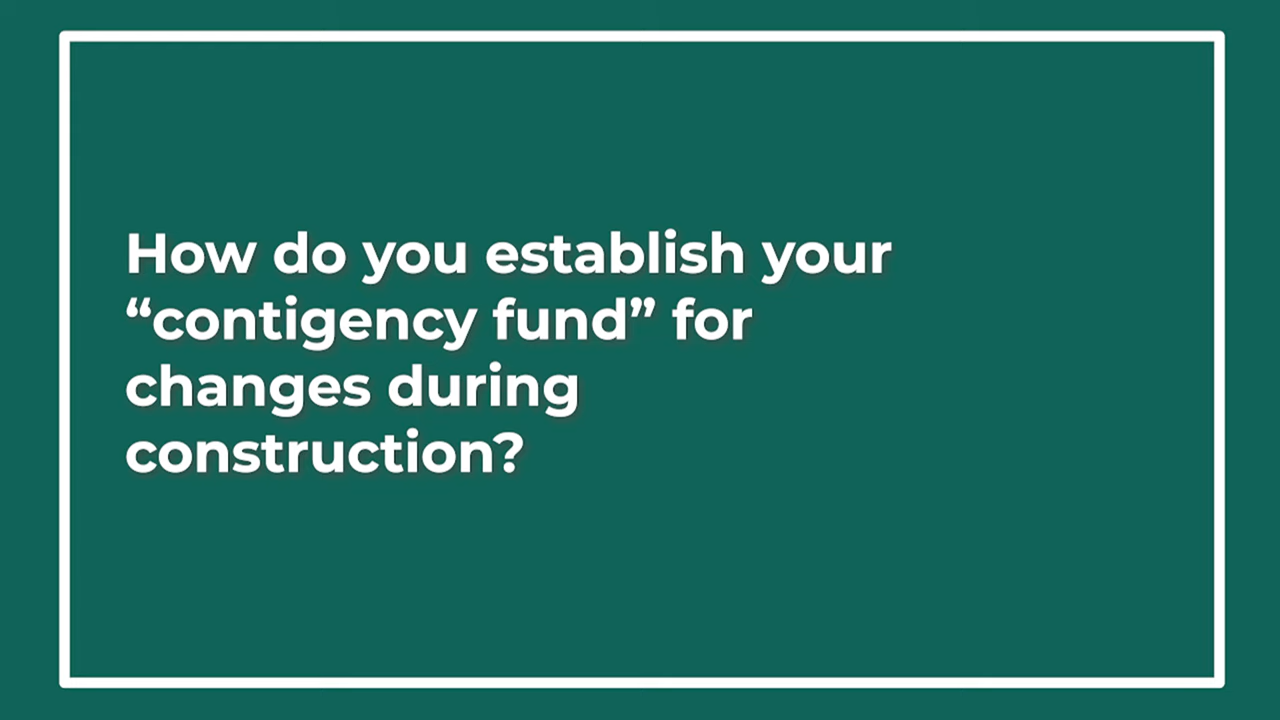 How do you establish your
“contigency fund” for
changes during
construction?